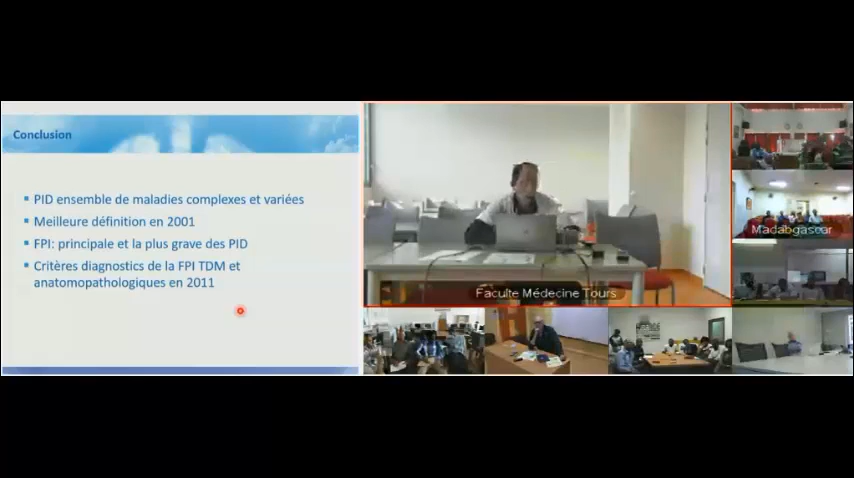 Conclusion
PID ensemble de maladies complexes et variées
Meilleure définition en 2001
FPI: principale et la plus grave des PID
Critères diagnostics de la FPI TDM et
anatomopathologiques en 2011
Faculte Médecine Tours
Madabgascar